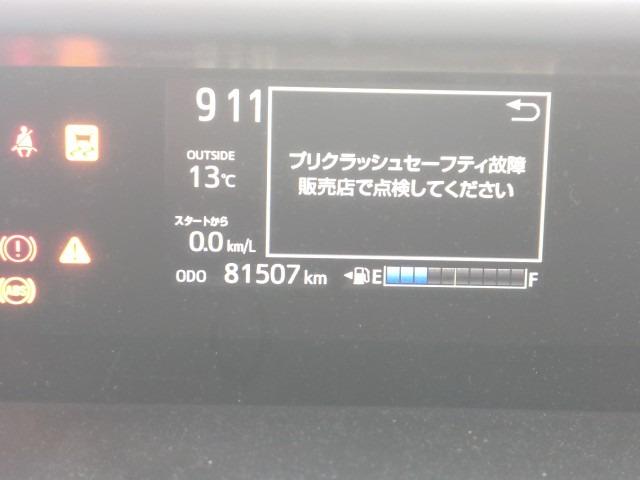 911
OUTSIDE
13℃
スタートから
0.0 km/L
プリクラッシュセーフティ故障
販売店で点検してください
ODO 81507 km E F
ABS